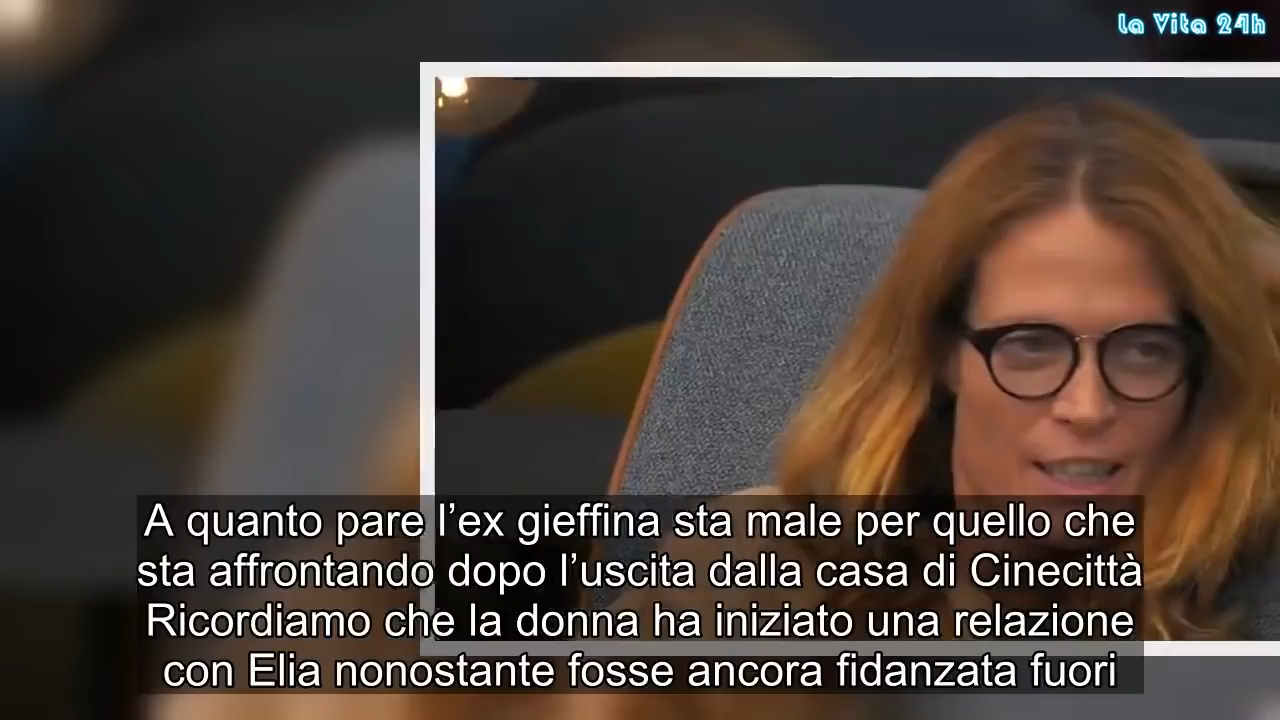 La Vita 24h
A quanto pare l'ex gieffina sta male per quello che
sta affrontando dopo l'uscita dalla casa di Cinecittà
Ricordiamo che la donna ha iniziato una relazione
con Elia nonostante fosse ancora fidanzata fuori